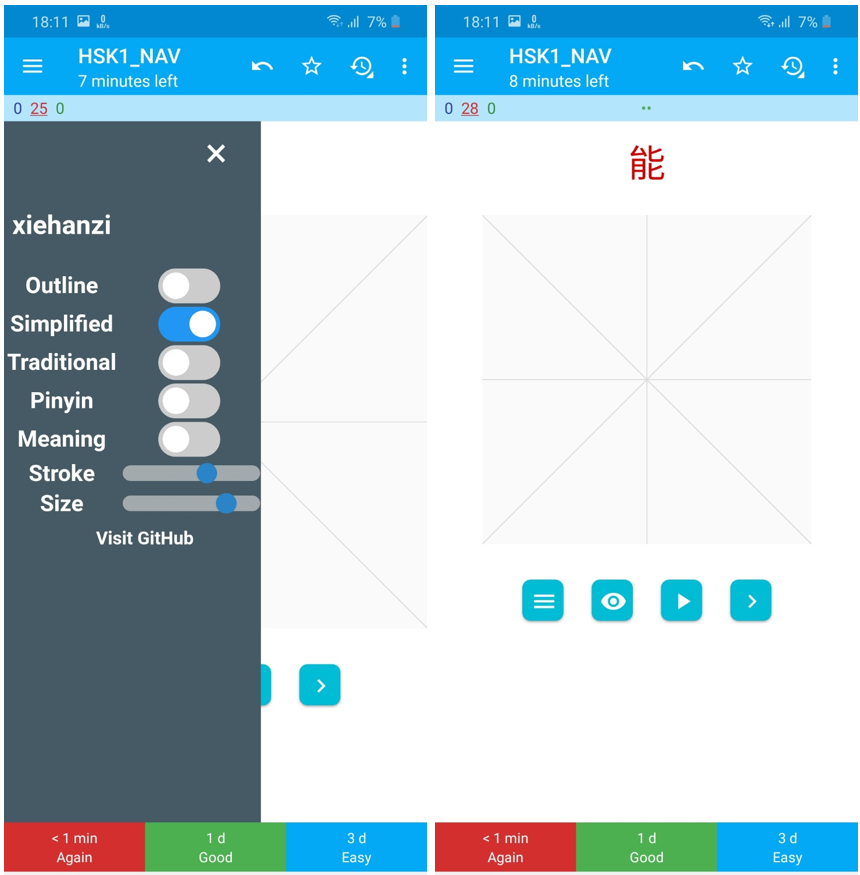 18:11 0 kB/s 7%
HSK1_NAV
7 minutes left
0 25 0
xiehanzi
Outline
Simplified
Traditional
Pinyin
Meaning
Stroke
Size
Visit GitHub
< 1 min 1 d 3 d
Again Good Easy
18:11 0 kB/s 7%
HSK1_NAV
8 minutes left
0 28 0
能
< 1 min 1 d 3 d
Again Good Easy